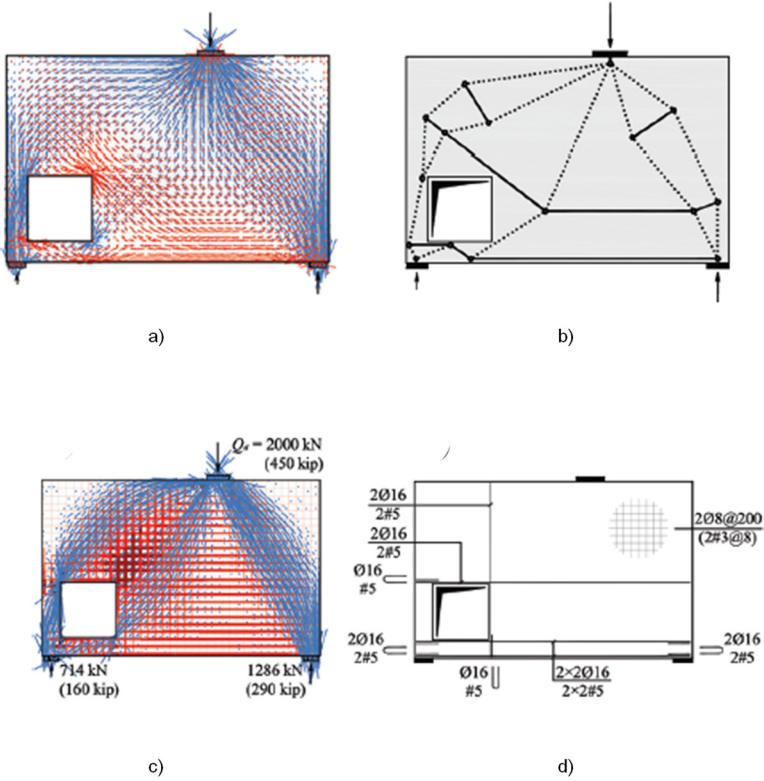 a)
b)
Qd = 2000 kN
(450 kip)
714 kN
(160 kip)
1286 kN
(290 kip)
2Ø16
2#5
2Ø16
2#5
Ø16
#5
2Ø8@200
(2#3@8)
2Ø16
2#5
2Ø16
2#5
Ø16
#5
2×2Ø16
2×2#5
c)
d)